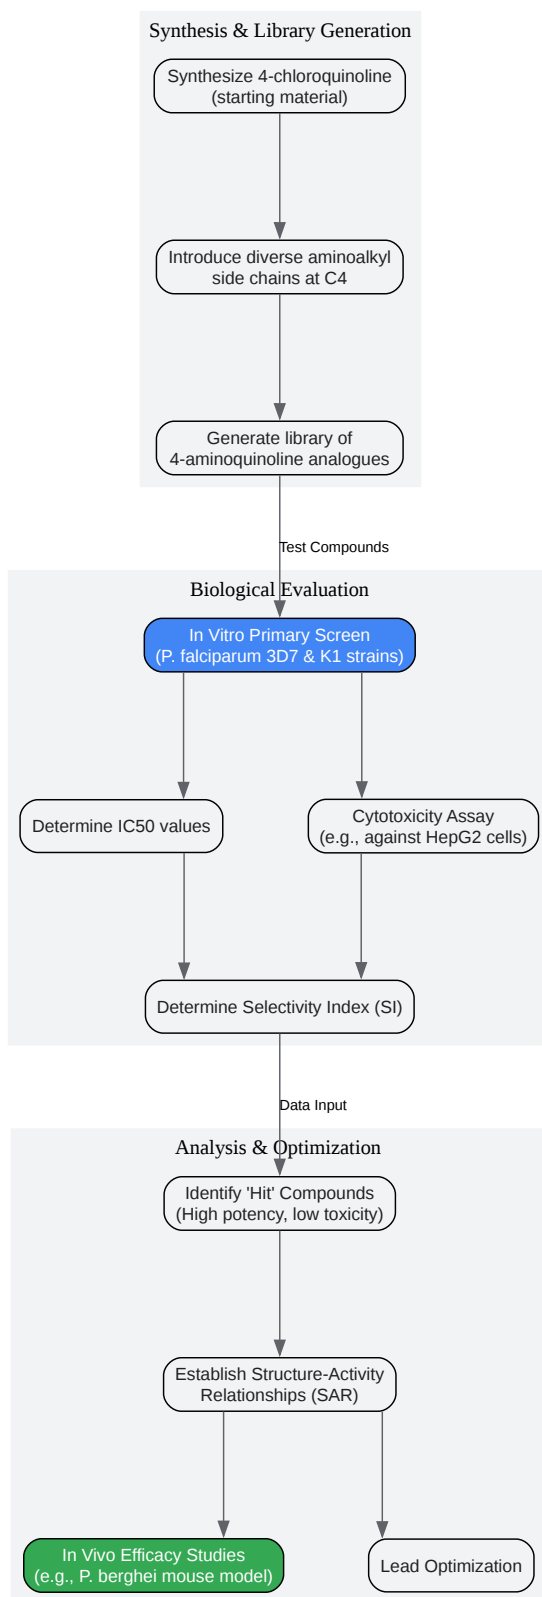 Synthesis & Library Generation
Synthesize 4-chloroquinoline
(starting material)
Introduce diverse aminoalkyl
side chains at C4
Generate library of
4-aminoquinoline analogues
Test Compounds
Biological Evaluation
In Vitro Primary Screen
(P. falciparum 3D7 & K1 strains)
Determine IC50 values
Cytotoxicity Assay
(e.g., against HepG2 cells)
Determine Selectivity Index (SI)
Data Input
Analysis & Optimization
Identify 'Hit' Compounds
(High potency, low toxicity)
Establish Structure-Activity
Relationships (SAR)
In Vivo Efficacy Studies
(e.g., P. berghei mouse model)
Lead Optimization